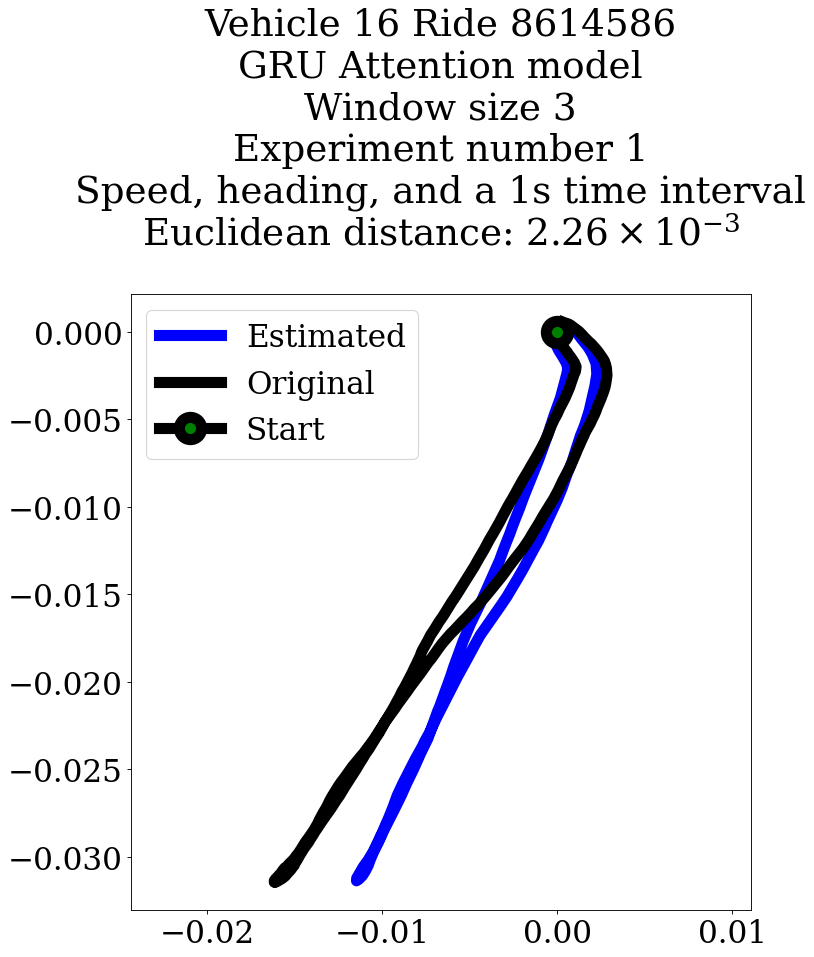 Vehicle 16 Ride 8614586
GRU Attention model
Window size 3
Experiment number 1
Speed, heading, and a 1s time interval
Euclidean distance: 2.26 × 10⁻³
Estimated
Original
Start
0.000
−0.005
−0.010
−0.015
−0.020
−0.025
−0.030
−0.02 −0.01 0.00 0.01